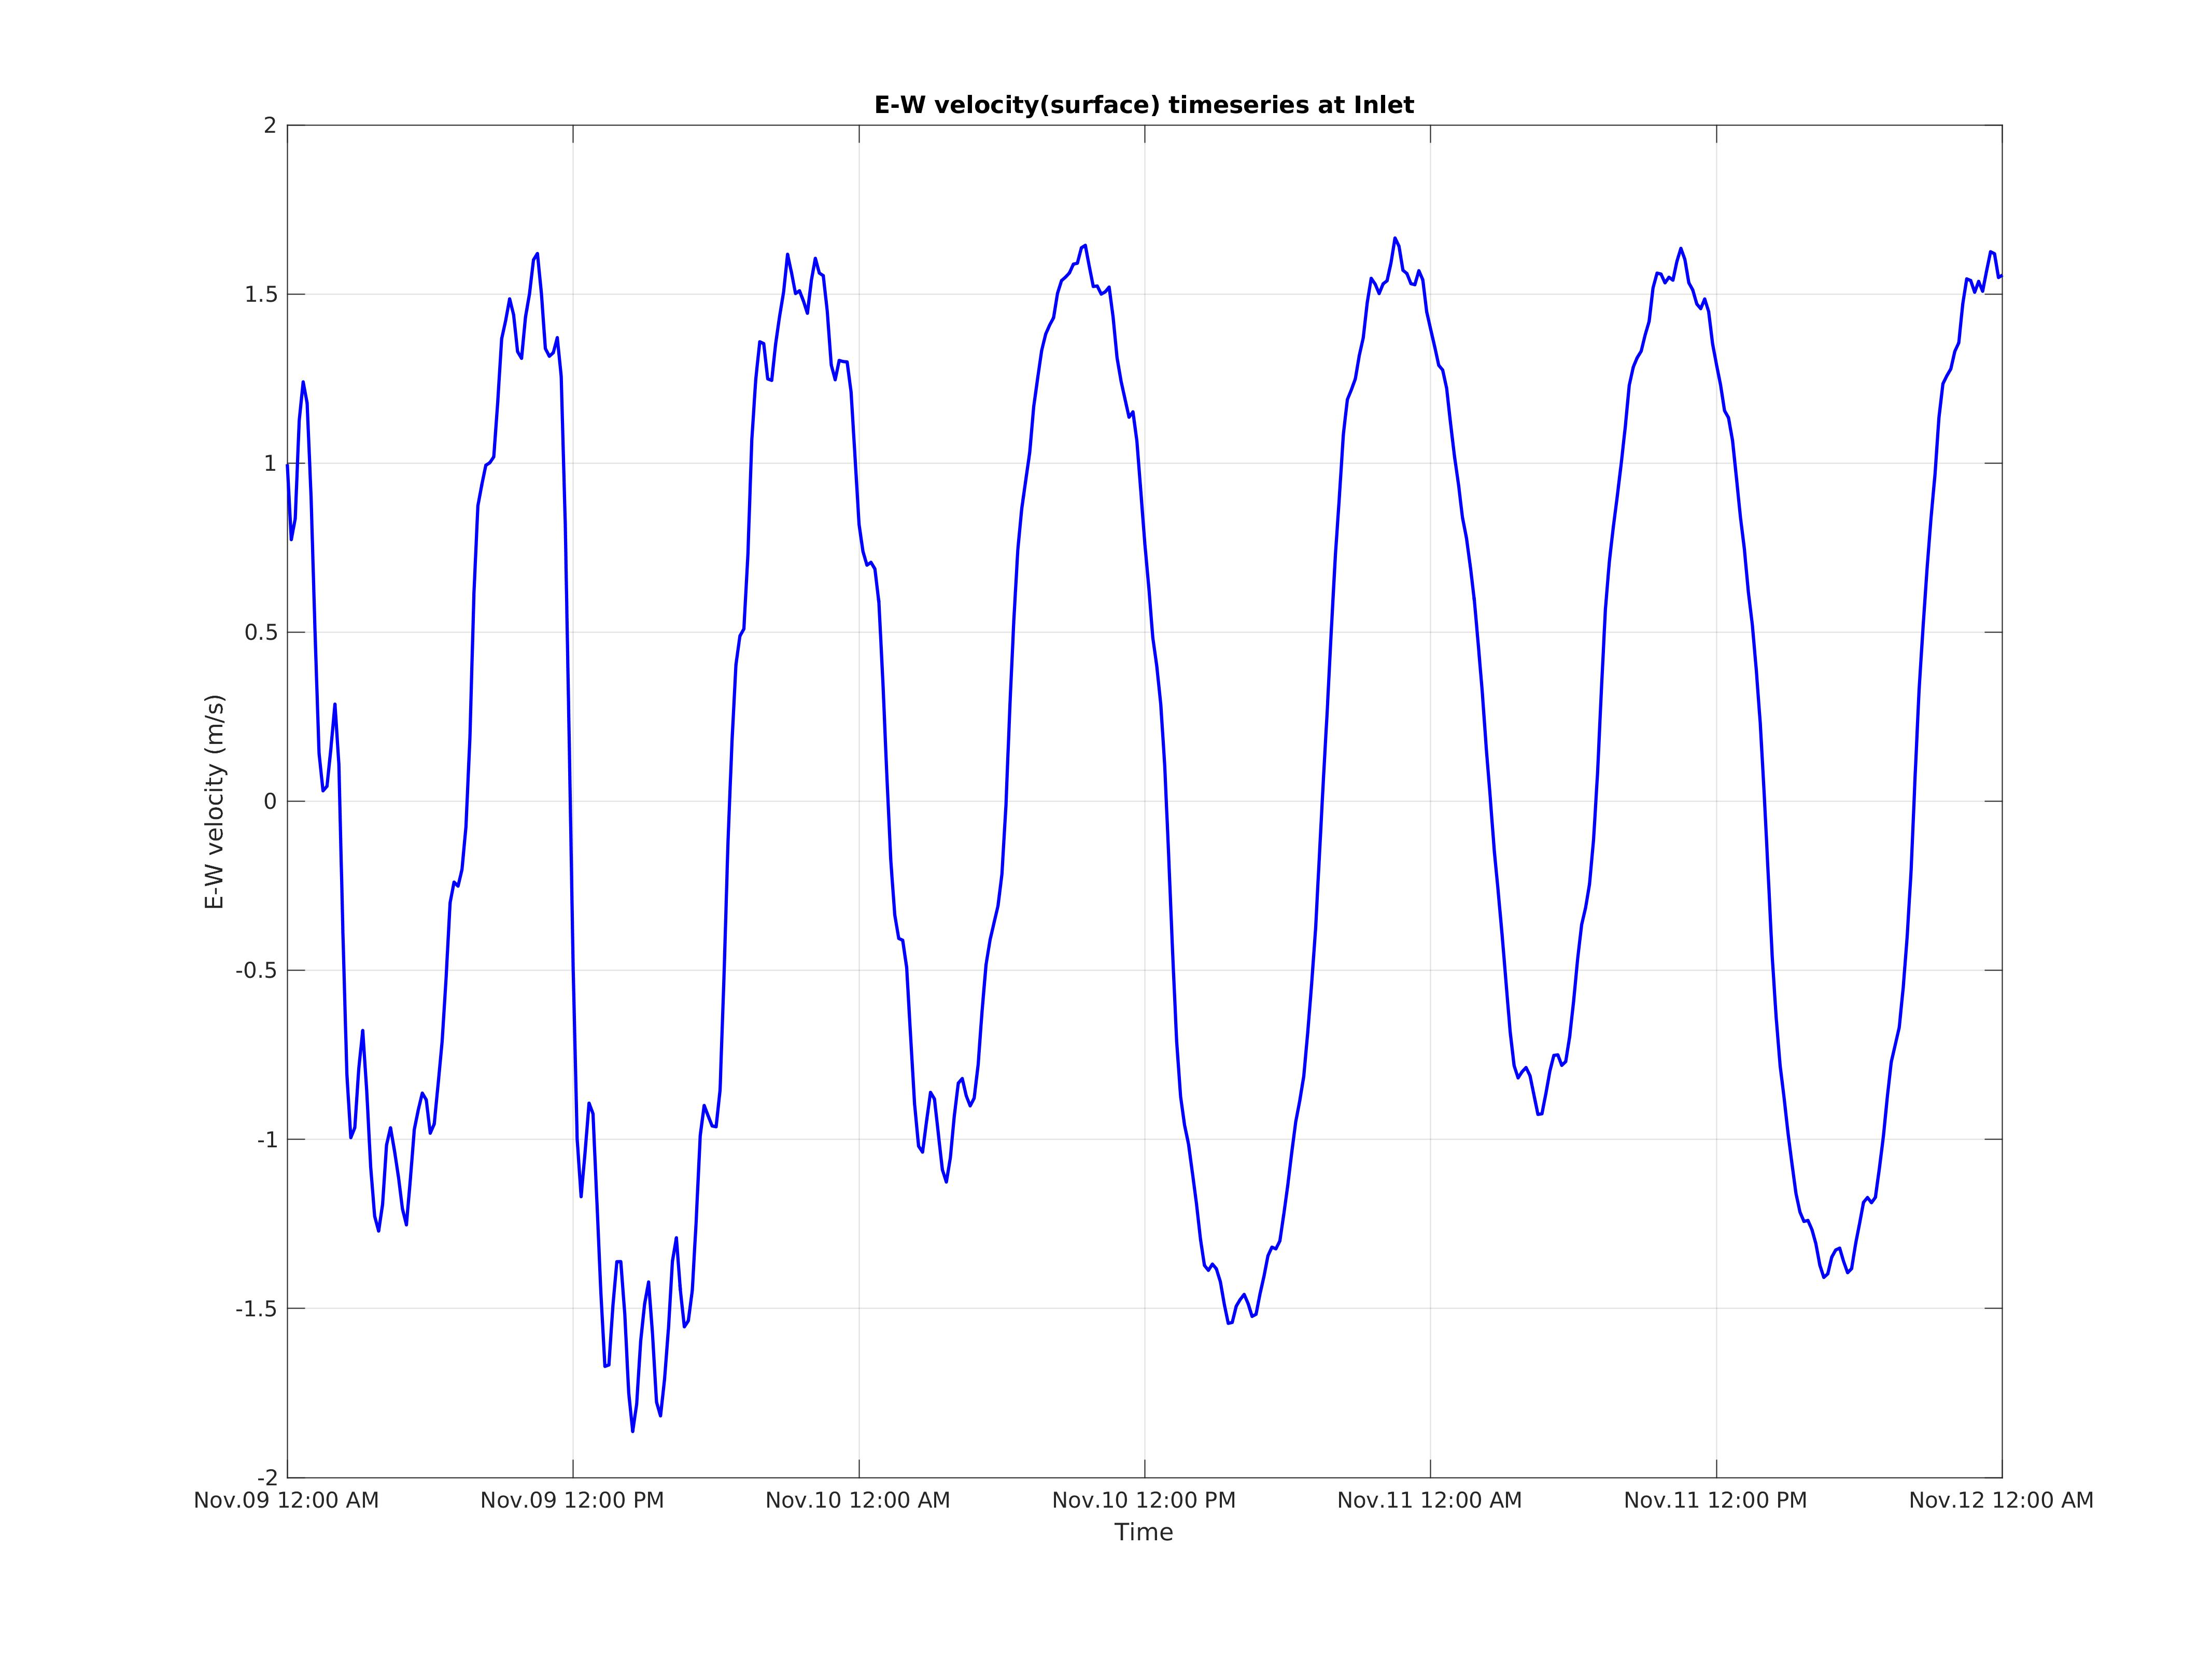 E-W velocity(surface) timeseries at Inlet
2
1.5
1
0.5
0
-0.5
-1
-1.5
-2
E-W velocity (m/s)
Nov.09 12:00 AM Nov.09 12:00 PM Nov.10 12:00 AM Nov.10 12:00 PM Nov.11 12:00 AM Nov.11 12:00 PM Nov.12 12:00 AM
Time